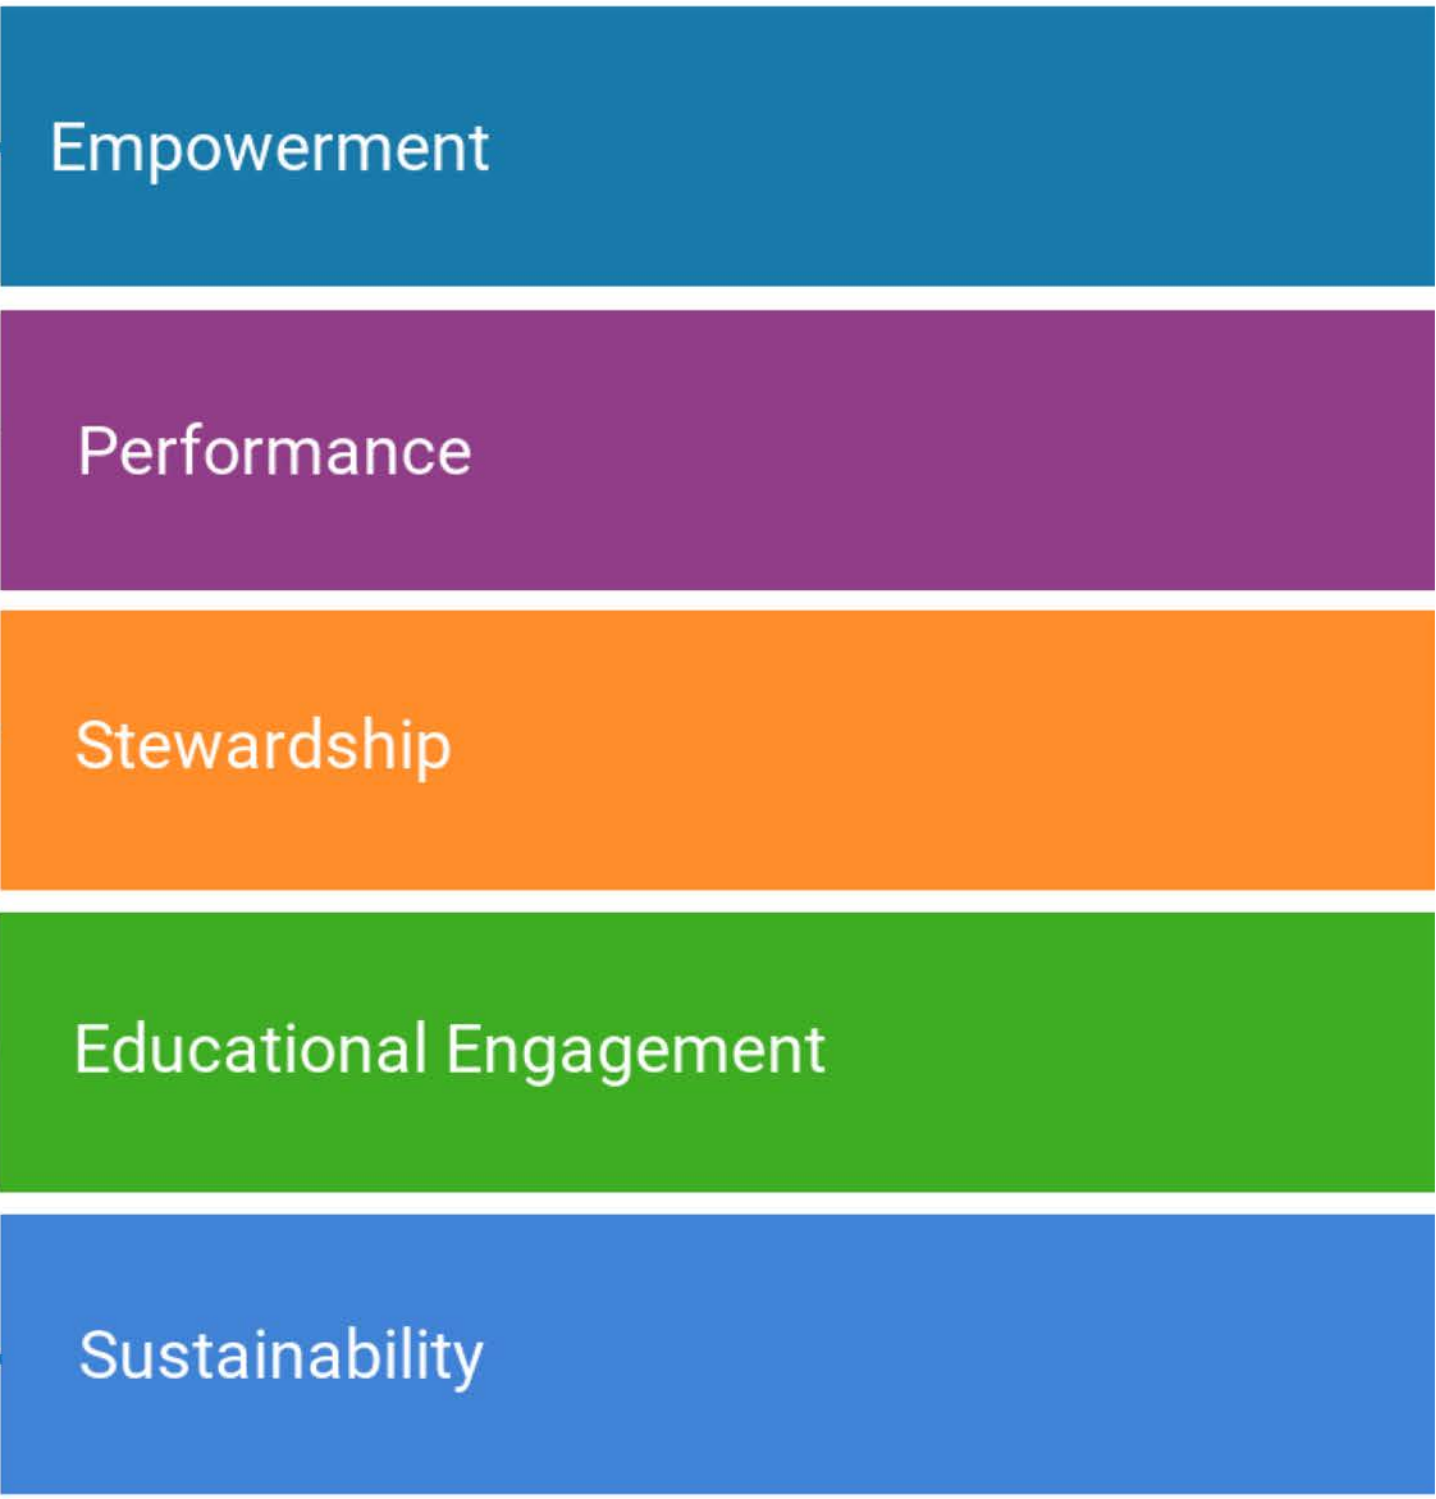 Empowerment
Performance
Stewardship
Educational Engagement
Sustainability